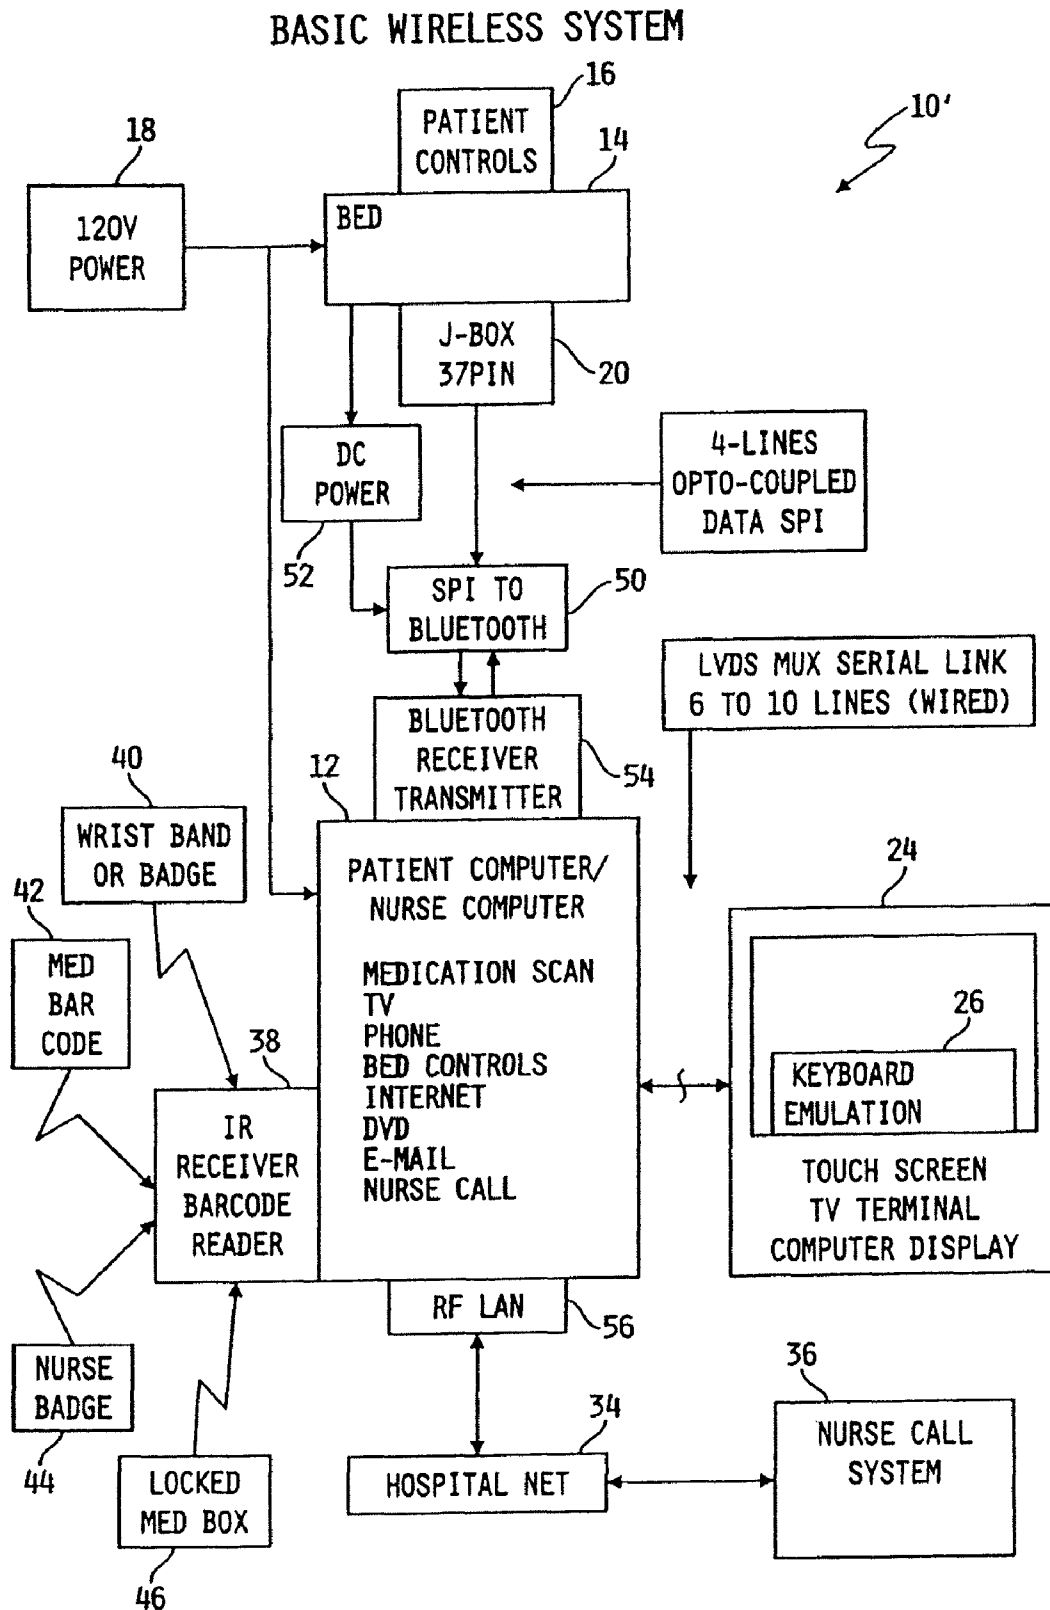 BASIC WIRELESS SYSTEM
16
10'
PATIENT
CONTROLS
18
14
120V
POWER
BED
J-BOX
37PIN
20
4-LINES
OPTO-COUPLED
DATA SPI
DC
POWER
52
SPI TO
BLUETOOTH
50
LVDS MUX SERIAL LINK
6 TO 10 LINES (WIRED)
BLUETOOTH
RECEIVER
TRANSMITTER
54
12
40
WRIST BAND
OR BADGE
42
MED
BAR
CODE
PATIENT COMPUTER/
NURSE COMPUTER
MEDICATION SCAN
TV
PHONE
BED CONTROLS
INTERNET
DVD
E-MAIL
NURSE CALL
24
26
KEYBOARD
EMULATION
TOUCH SCREEN
TV TERMINAL
COMPUTER DISPLAY
38
IR
RECEIVER
BARCODE
READER
RF LAN
56
NURSE
BADGE
44
LOCKED
MED BOX
46
34
HOSPITAL NET
36
NURSE CALL
SYSTEM